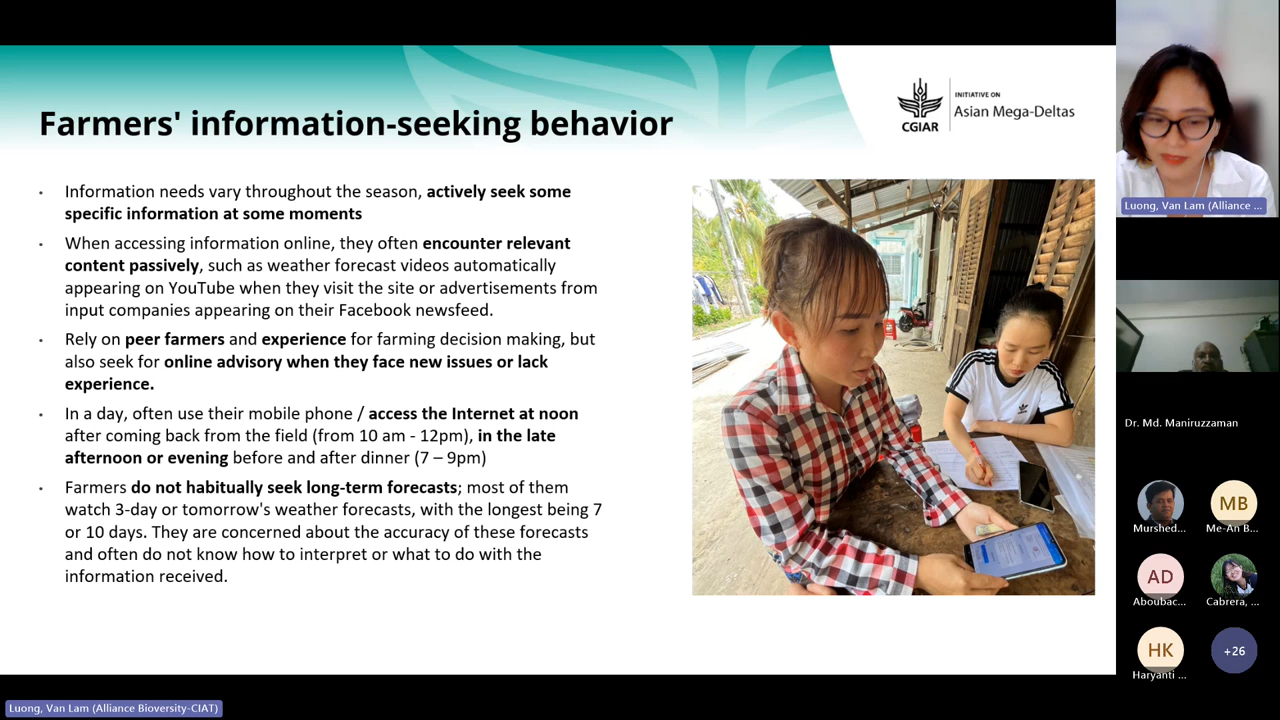 Farmers' information-seeking behavior
CGIAR
INITIATIVE ON
Asian Mega-Deltas
• Information needs vary throughout the season, actively seek some
specific information at some moments
• When accessing information online, they often encounter relevant
content passively, such as weather forecast videos automatically
appearing on YouTube when they visit the site or advertisements from
input companies appearing on their Facebook newsfeed.
• Rely on peer farmers and experience for farming decision making, but
also seek for online advisory when they face new issues or lack
experience.
• In a day, often use their mobile phone / access the Internet at noon
after coming back from the field (from 10 am - 12pm), in the late
afternoon or evening before and after dinner (7 – 9pm)
• Farmers do not habitually seek long-term forecasts; most of them
watch 3-day or tomorrow's weather forecasts, with the longest being 7
or 10 days. They are concerned about the accuracy of these forecasts
and often do not know how to interpret or what to do with the
information received.
Luong, Van Lam (Alliance ...
Dr. Md. Maniruzzaman
Murshed...
MB
Me-An B...
AD
Aboubac...
Cabrera, ...
HK
Haryanti ...
+26
Luong, Van Lam (Alliance Bioversity-CIAT)